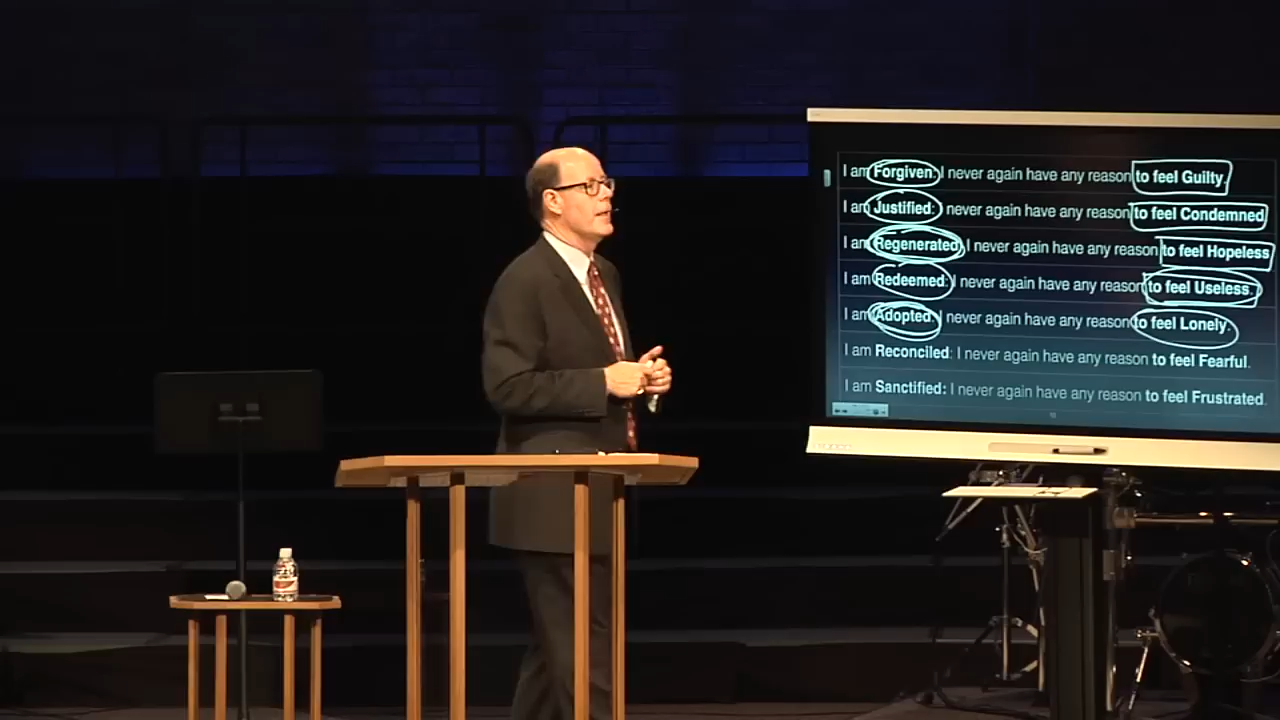 I am Forgiven: I never again have any reason to feel Guilty.
I am Justified: I never again have any reason to feel Condemned
I am Regenerated: I never again have any reason to feel Hopeless
I am Redeemed: I never again have any reason to feel Useless.
I am Adopted: I never again have any reason to feel Lonely.
I am Reconciled: I never again have any reason to feel Fearful.
I am Sanctified: I never again have any reason to feel Frustrated.